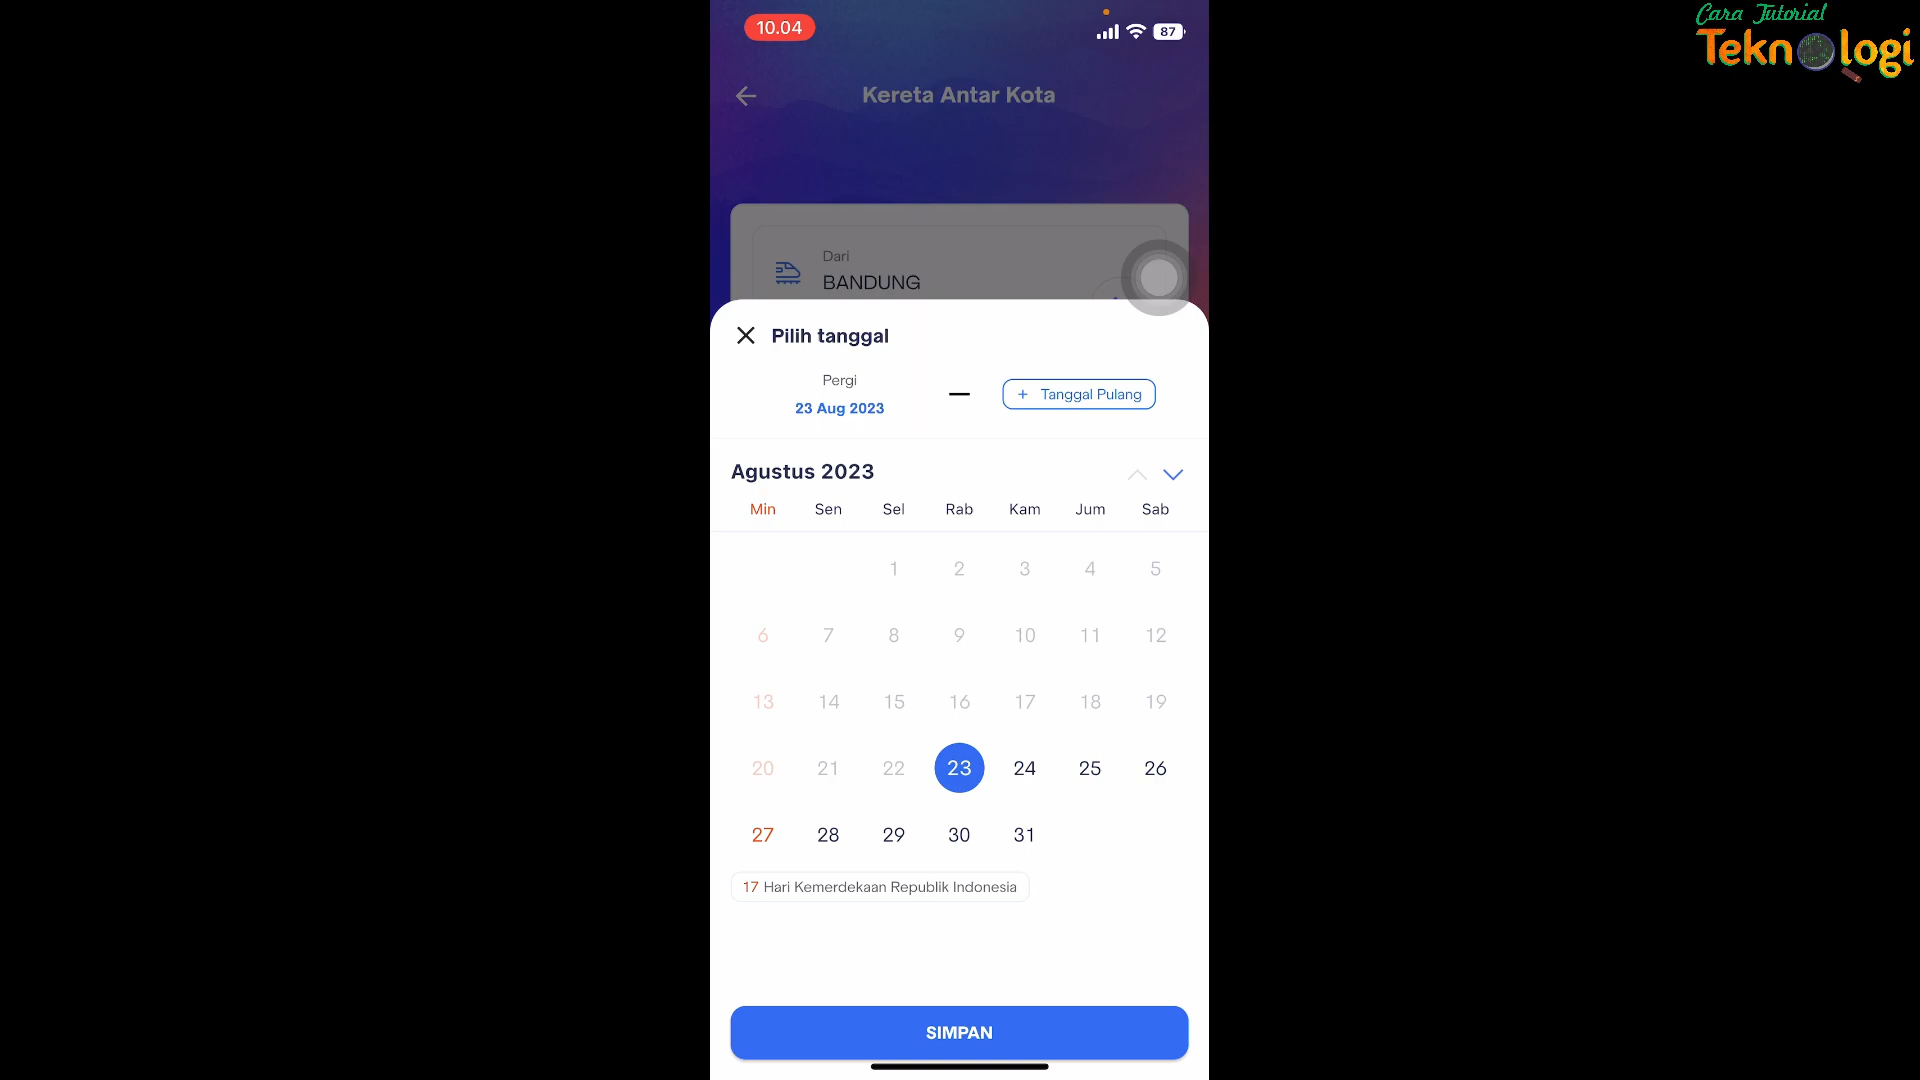 Cara Tutorial
Teknologi
10.04
87
Kereta Antar Kota
Dari
BANDUNG
Pilih tanggal
Pergi
23 Aug 2023
+ Tanggal Pulang
Agustus 2023
Min Sen Sel Rab Kam Jum Sab
1 2 3 4 5
6 7 8 9 10 11 12
13 14 15 16 17 18 19
20 21 22 23 24 25 26
27 28 29 30 31
17 Hari Kemerdekaan Republik Indonesia
SIMPAN